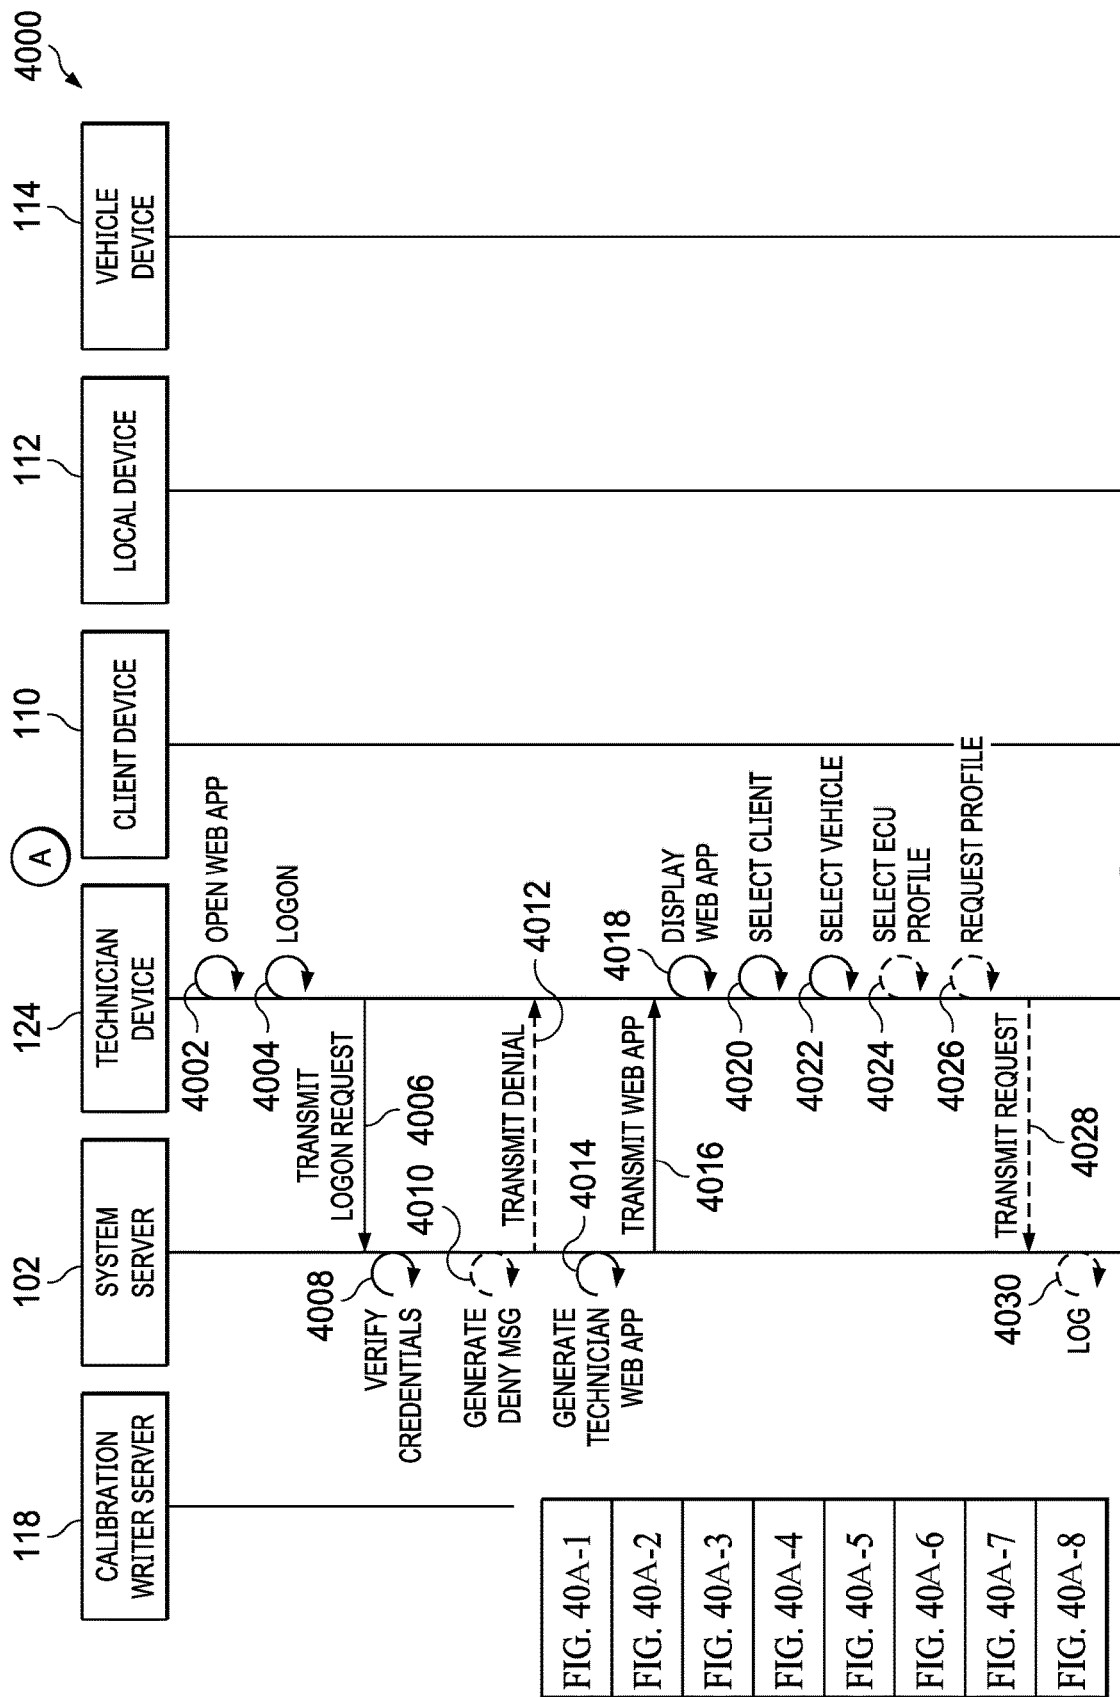 4000
118
CALIBRATION
WRITER SERVER
102
SYSTEM
SERVER
124
TECHNICIAN
DEVICE
A
110
CLIENT DEVICE
112
LOCAL DEVICE
114
VEHICLE
DEVICE
4002
OPEN WEB APP
4004
LOGON
TRANSMIT
LOGON REQUEST
4006
4008
VERIFY
CREDENTIALS
4010
GENERATE
DENY MSG
TRANSMIT DENIAL
4012
4014
GENERATE
TECHNICIAN
WEB APP
TRANSMIT WEB APP
4016
4018
DISPLAY
WEB APP
4020
SELECT CLIENT
4022
SELECT VEHICLE
4024
SELECT ECU
PROFILE
4026
REQUEST PROFILE
TRANSMIT REQUEST
4028
4030
LOG
FIG. 40A-1
FIG. 40A-2
FIG. 40A-3
FIG. 40A-4
FIG. 40A-5
FIG. 40A-6
FIG. 40A-7
FIG. 40A-8